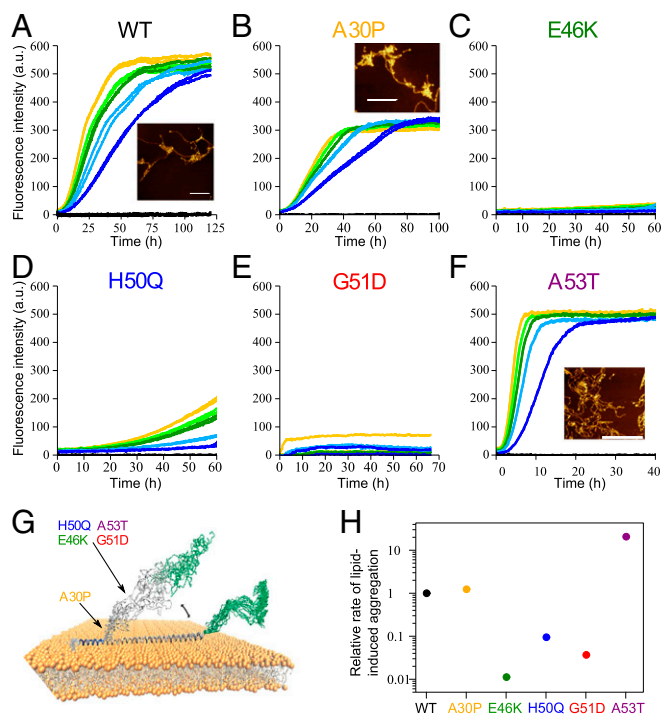 A WT
B A30P
C E46K
Fluorescence intensity (a.u.)
600
500
400
300
200
100
0
0 25 50 75 100 125
Time (h)
600
500
400
300
200
100
0
0 20 40 60 80 100
Time (h)
600
500
400
300
200
100
0
0 10 20 30 40 50 60
Time (h)
D H50Q
E G51D
F A53T
Fluorescence intensity (a.u.)
600
500
400
300
200
100
0
0 10 20 30 40 50 60
Time (h)
600
500
400
300
200
100
0
0 10 20 30 40 50 60 70
Time (h)
600
500
400
300
200
100
0
0 10 20 30 40
Time (h)
G
H50Q A53T
E46K G51D
A30P
H
Relative rate of lipid-
induced aggregation
10
1
0.1
0.01
WT A30P E46K H50Q G51D A53T